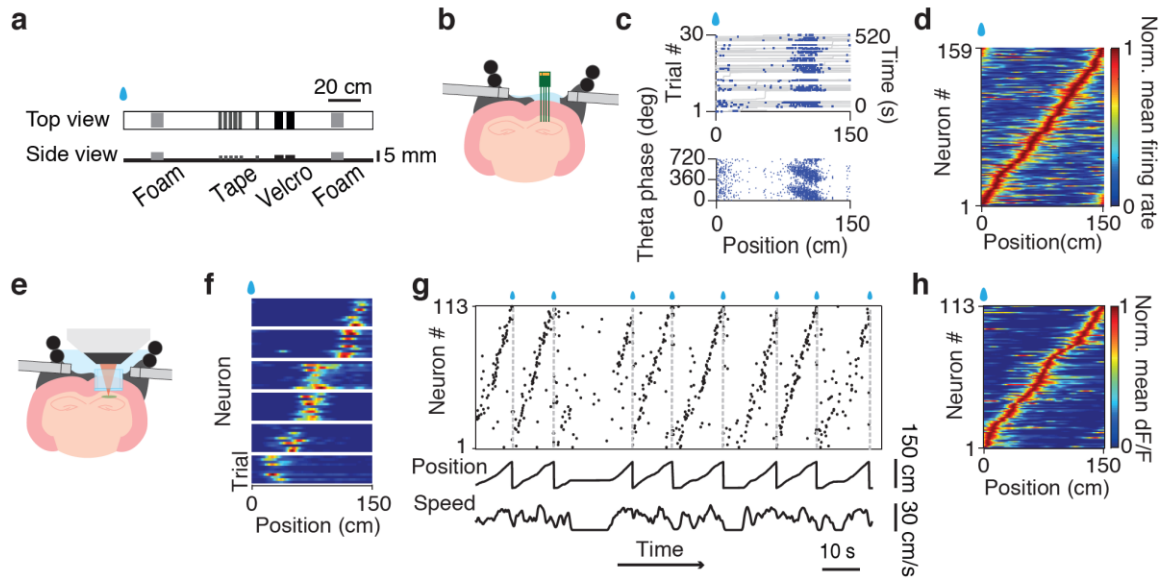 a
20 cm
Top view
Side view
5 mm
Foam
Tape
Velcro
Foam
b
c
30
Trial #
1
520
Time (s)
0
0
150
Theta phase (deg)
720
360
0
0
150
Position (cm)
d
159
Neuron #
1
0
150
Position(cm)
1
0
Norm. mean firing rate
e
f
Neuron
Trial
0
150
Position (cm)
g
113
Neuron #
1
Position
150 cm
Speed
30 cm/s
Time
10 s
h
113
Neuron #
1
0
150
Position (cm)
1
0
Norm. mean dF/F